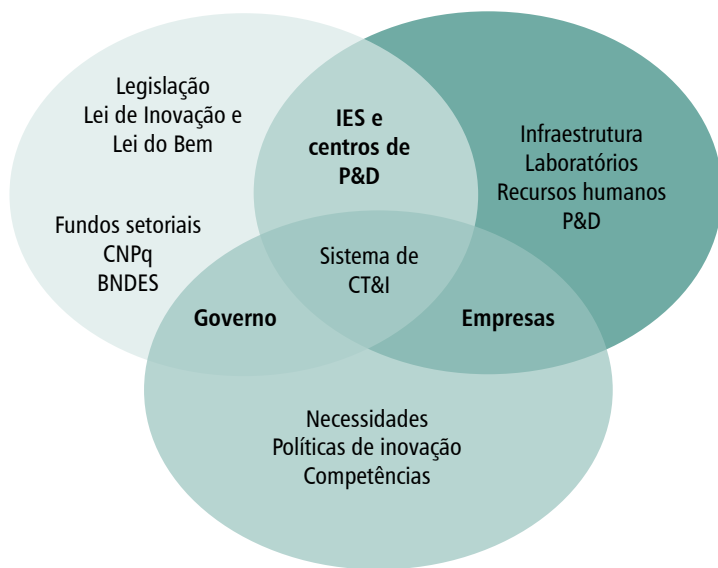 Legislação
Lei de Inovação e
Lei do Bem
Fundos setoriais
CNPq
BNDES
IES e
centros de
P&D
Infraestrutura
Laboratórios
Recursos humanos
P&D
Sistema de
CT&I
Governo
Empresas
Necessidades
Políticas de inovação
Competências